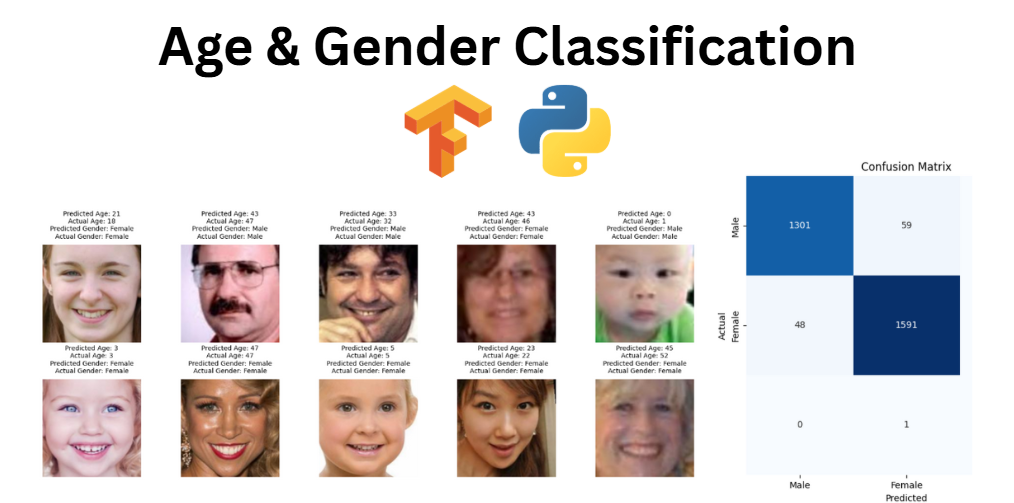 Age & Gender Classification
Predicted Age: 21
Actual Age: 18
Predicted Gender: Female
Actual Gender: Female
Predicted Age: 43
Actual Age: 47
Predicted Gender: Male
Actual Gender: Male
Predicted Age: 33
Actual Age: 32
Predicted Gender: Male
Actual Gender: Male
Predicted Age: 43
Actual Age: 46
Predicted Gender: Female
Actual Gender: Female
Predicted Age: 0
Actual Age: 1
Predicted Gender: Male
Actual Gender: Male
Predicted Age: 3
Actual Age: 3
Predicted Gender: Female
Actual Gender: Female
Predicted Age: 47
Actual Age: 47
Predicted Gender: Female
Actual Gender: Female
Predicted Age: 5
Actual Age: 5
Predicted Gender: Female
Actual Gender: Female
Predicted Age: 23
Actual Age: 22
Predicted Gender: Female
Actual Gender: Female
Predicted Age: 45
Actual Age: 52
Predicted Gender: Female
Actual Gender: Female
Confusion Matrix
Male
1301
59
Actual
Female
48
1591
0
1
Male
Female
Predicted